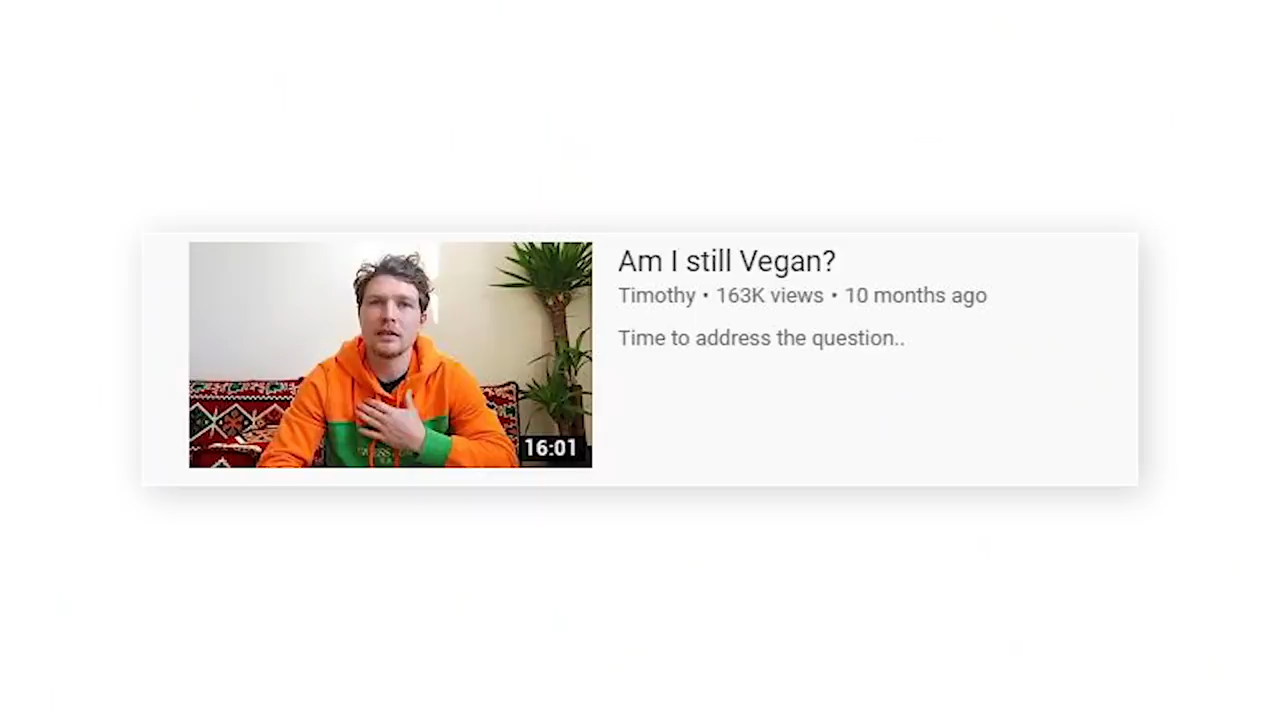 Am I still Vegan?
Timothy • 163K views • 10 months ago
Time to address the question..
16:01